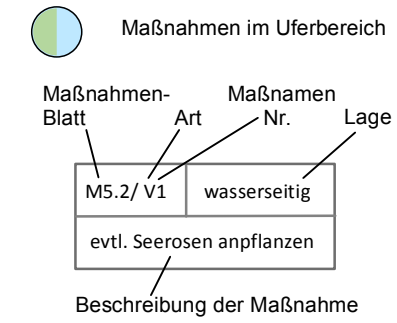 Maßnahmen im Uferbereich
Maßnahmen-
Blatt
Art
Maßnamen
Nr.
Lage
M5.2/ V1
wasserseitig
evtl. Seerosen anpflanzen
Beschreibung der Maßnahme